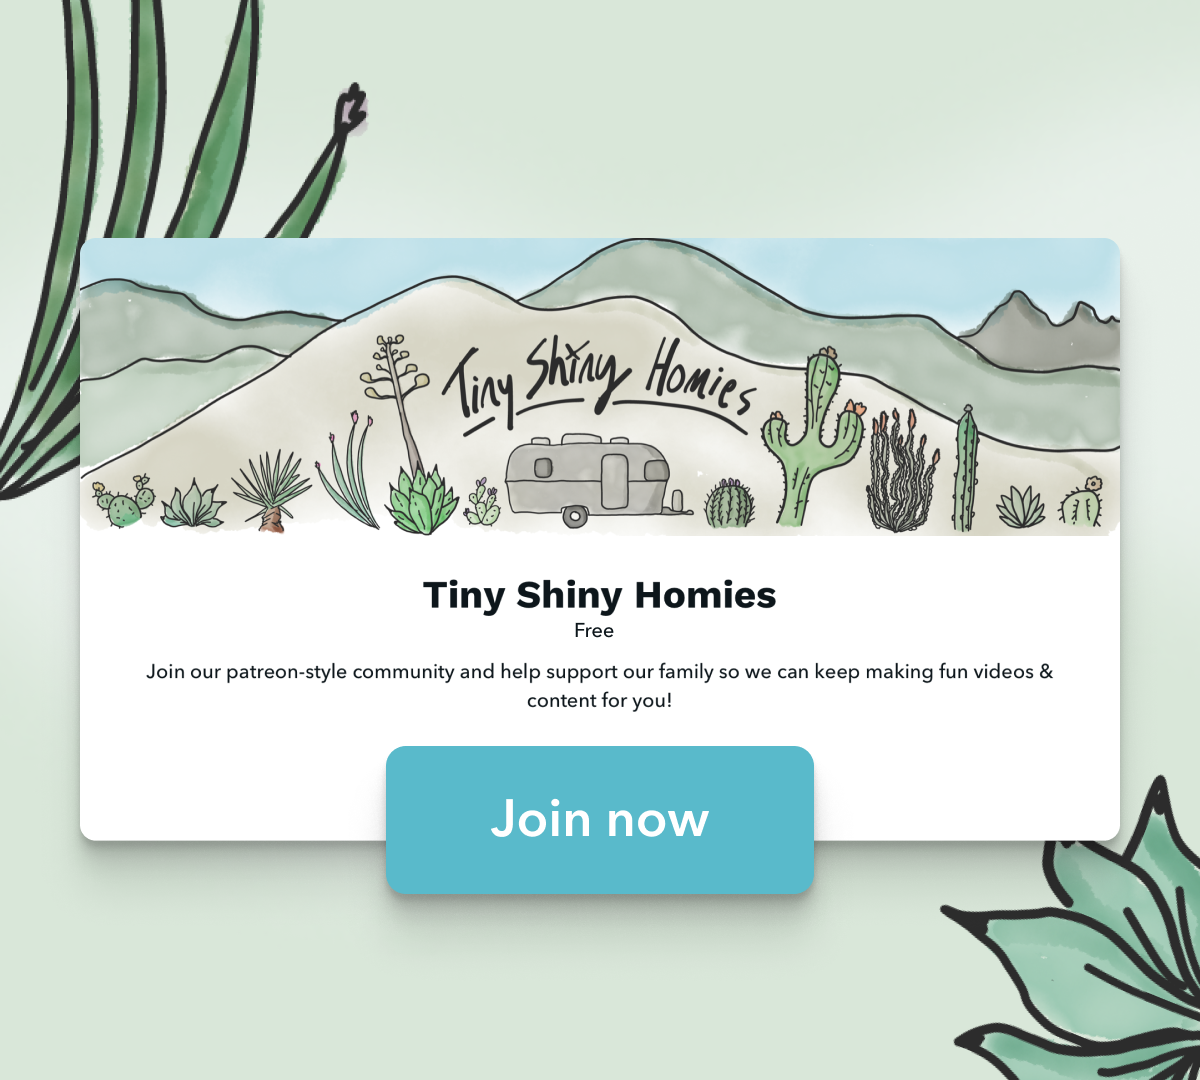 Tiny Shiny Homies
Tiny Shiny Homies
Free
Join our patreon-style community and help support our family so we can keep making fun videos &
content for you!
Join now